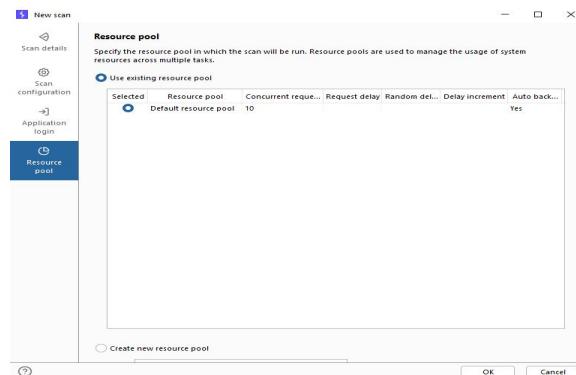 New scan
Scan details
Scan
configuration
Application
login
Resource
pool
Resource pool
Specify the resource pool in which the scan will be run. Resource pools are used to manage the usage of system
resources across multiple tasks.
Use existing resource pool
Selected Resource pool Concurrent reque... Request delay Random del... Delay increment Auto back...
Default resource pool 10 Yes
Create new resource pool
?
OK Cancel